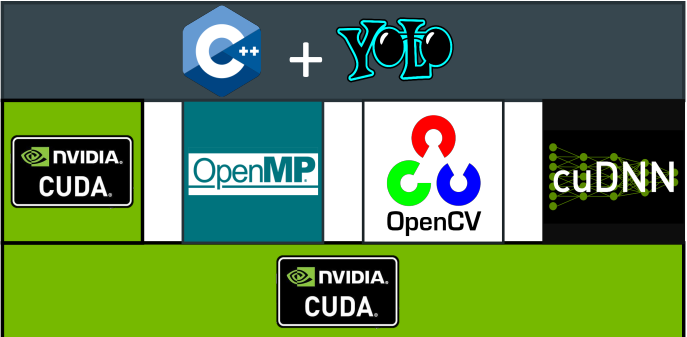 C++ + YOLO
NVIDIA.
CUDA.
OpenMP
OpenCV
cuDNN
NVIDIA.
CUDA.